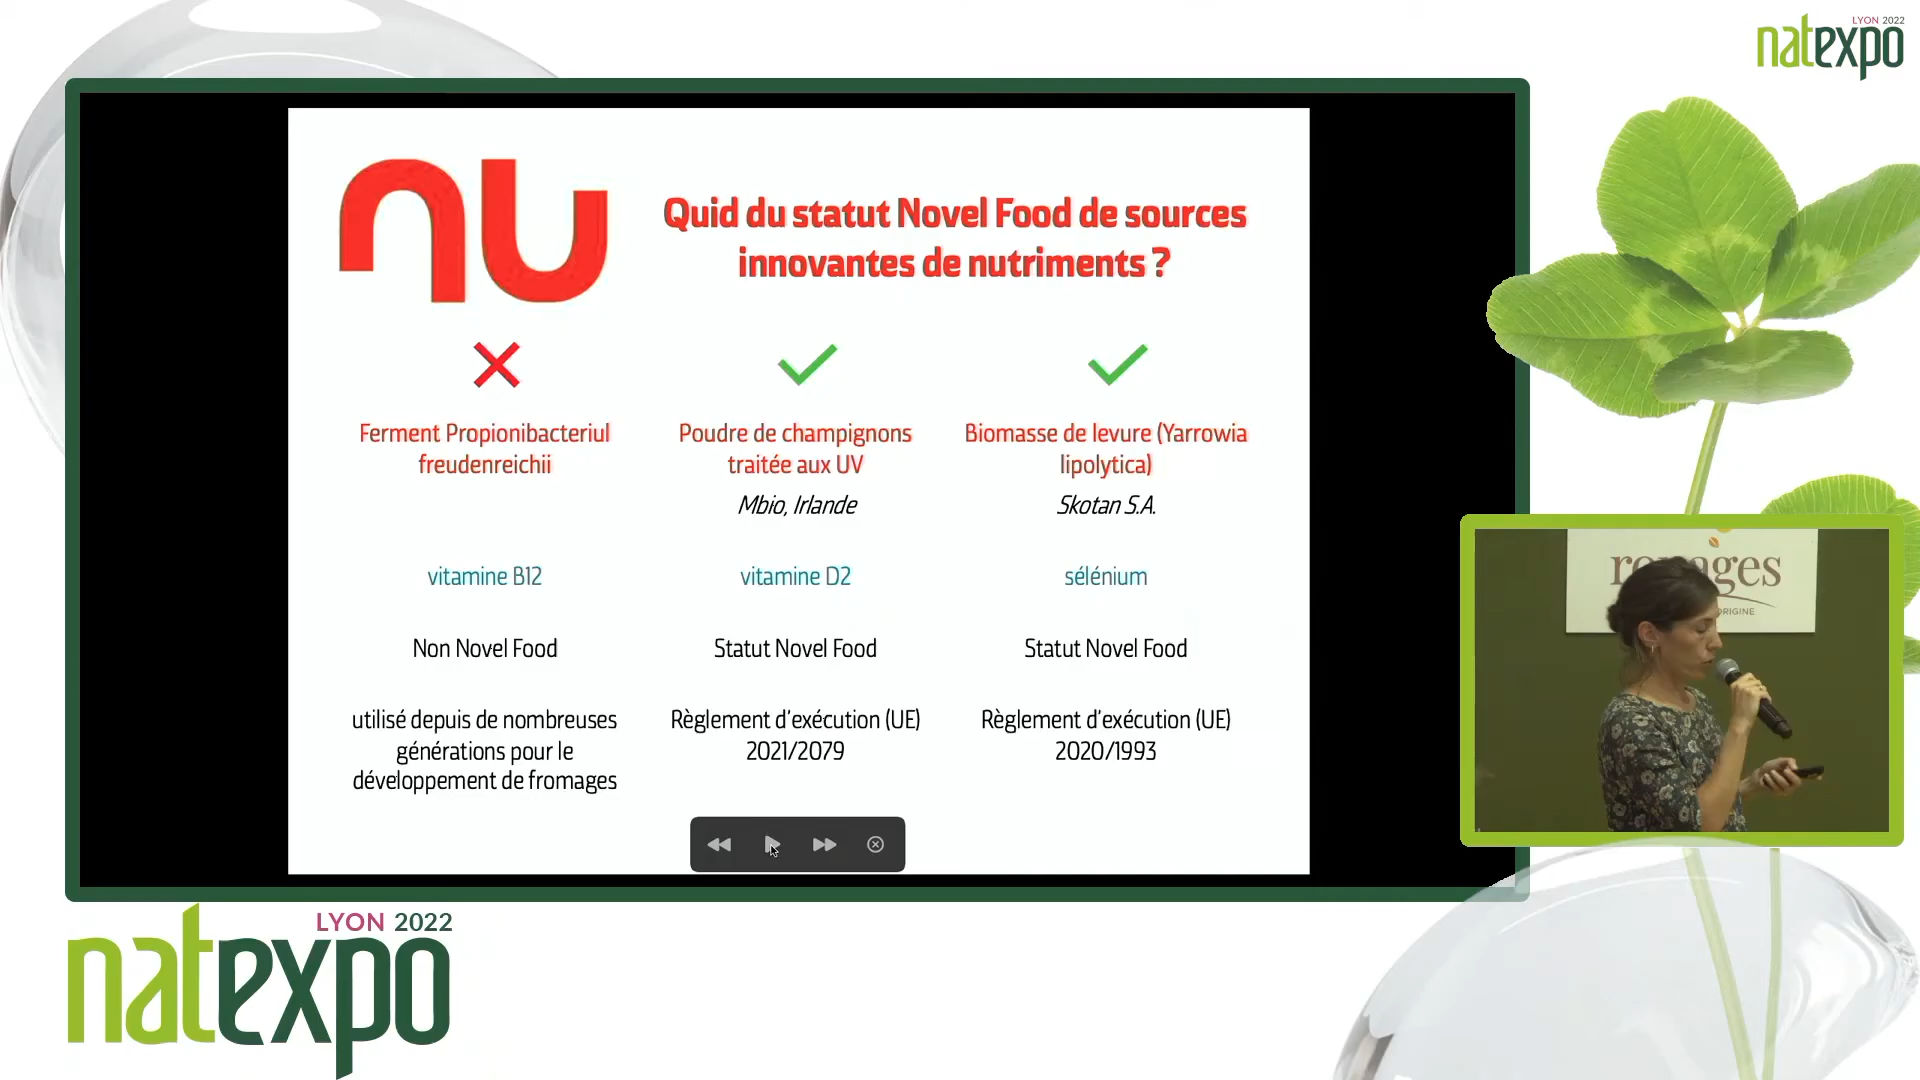 LYON 2022
natexpo
nu
Quid du statut Novel Food de sources
innovantes de nutriments ?
Ferment Propionibacteriul
freudenreichii
vitamine B12
Non Novel Food
utilisé depuis de nombreuses
générations pour le
développement de fromages
Poudre de champignons
traitée aux UV
Mbio, Irlande
vitamine D2
Statut Novel Food
Règlement d'exécution (UE)
2021/2079
Biomasse de levure (Yarrowia
lipolytica)
Skotan S.A.
sélénium
Statut Novel Food
Règlement d'exécution (UE)
2020/1993
LYON 2022
natexpo